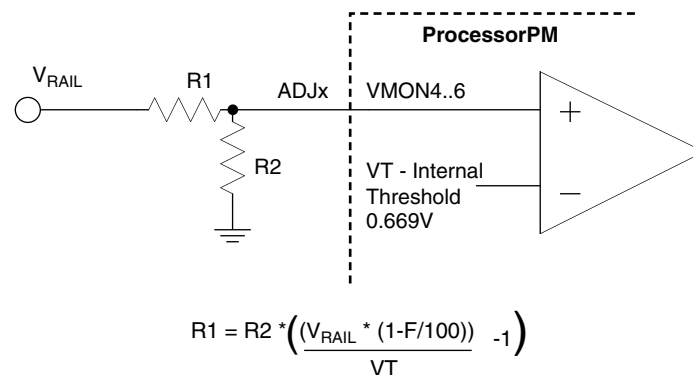 ProcessorPM
V_RAIL
R1
ADJx
VMON4..6
+
R2
VT - Internal
Threshold
0.669V
–
R1 = R2 * ((V_RAIL * (1-F/100)) / VT -1)